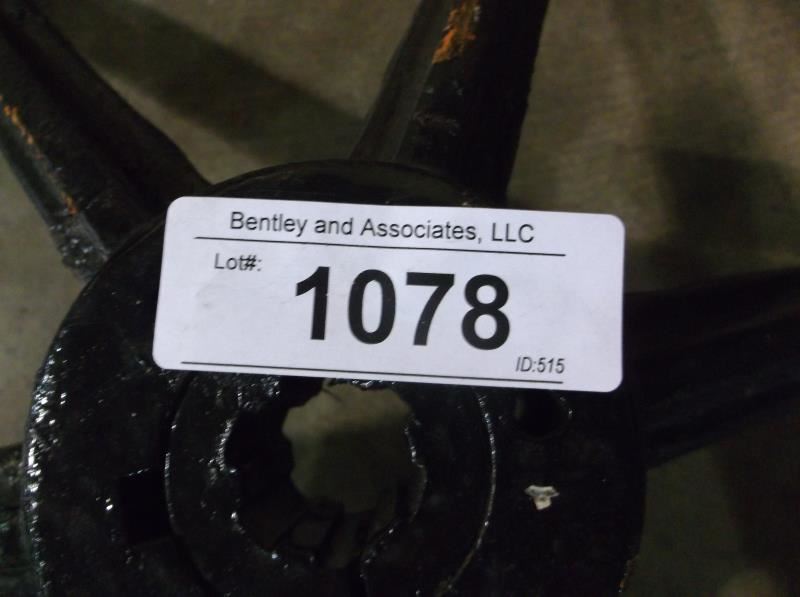 Bentley and Associates, LLC
Lot#:
1078
ID:515